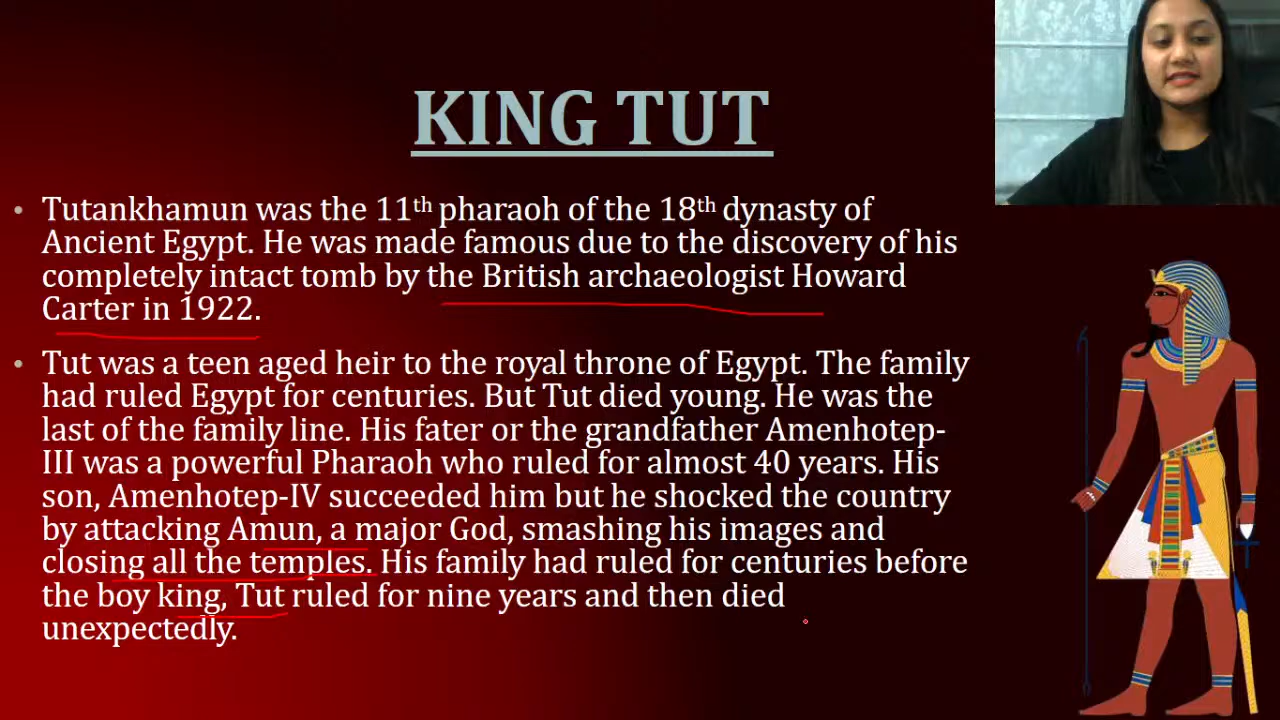 KING TUT
• Tutankhamun was the 11th pharaoh of the 18th dynasty of
Ancient Egypt. He was made famous due to the discovery of his
completely intact tomb by the British archaeologist Howard
Carter in 1922.
• Tut was a teen aged heir to the royal throne of Egypt. The family
had ruled Egypt for centuries. But Tut died young. He was the
last of the family line. His fater or the grandfather Amenhotep-
III was a powerful Pharaoh who ruled for almost 40 years. His
son, Amenhotep-IV succeeded him but he shocked the country
by attacking Amun, a major God, smashing his images and
closing all the temples. His family had ruled for centuries before
the boy king, Tut ruled for nine years and then died
unexpectedly.